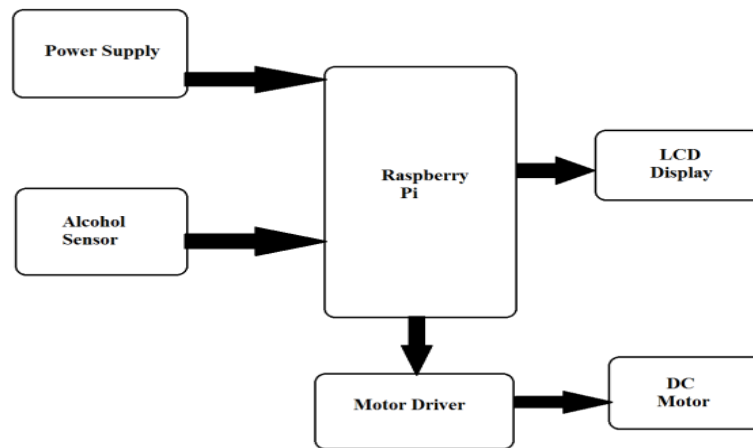 Power Supply
Alcohol
Sensor
Raspberry
Pi
LCD
Display
Motor Driver
DC
Motor